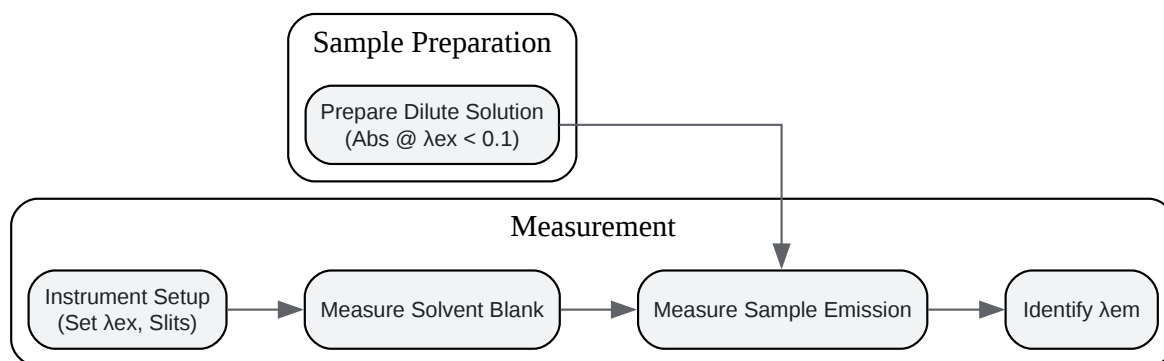 Sample Preparation
Prepare Dilute Solution
(Abs @ λex < 0.1)
Measurement
Instrument Setup
(Set λex, Slits)
Measure Solvent Blank
Measure Sample Emission
Identify λem